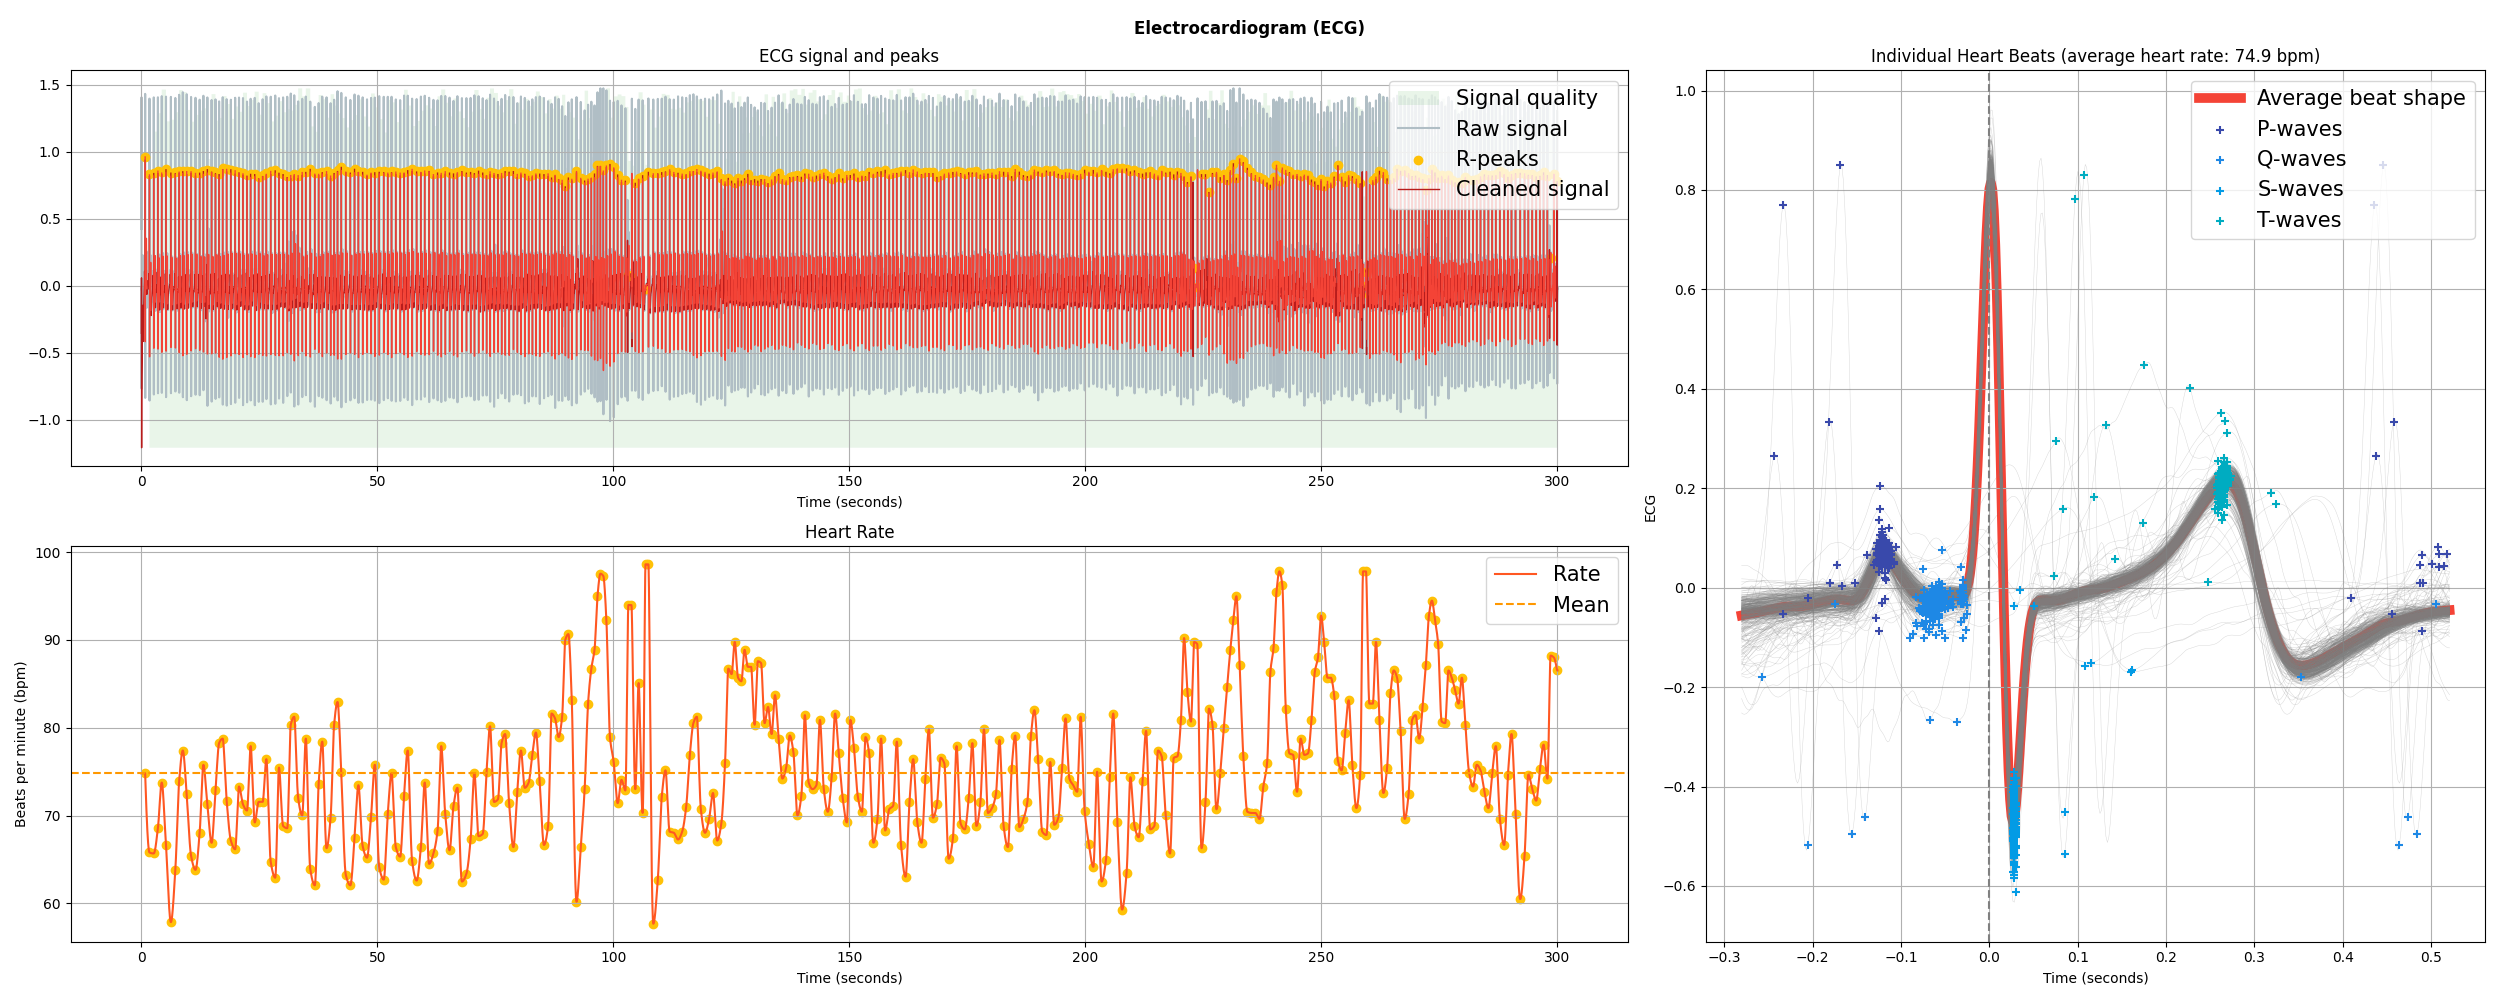 Electrocardiogram (ECG)
ECG signal and peaks
1.5
1.0
0.5
0.0
−0.5
−1.0
Signal quality
Raw signal
R-peaks
Cleaned signal
0 50 100 150 200 250 300
Time (seconds)
Heart Rate
Beats per minute (bpm)
100
90
80
70
60
Rate
Mean
0 50 100 150 200 250 300
Time (seconds)
Individual Heart Beats (average heart rate: 74.9 bpm)
ECG
1.0
0.8
0.6
0.4
0.2
0.0
−0.2
−0.4
−0.6
Average beat shape
P-waves
Q-waves
S-waves
T-waves
−0.3 −0.2 −0.1 0.0 0.1 0.2 0.3 0.4 0.5
Time (seconds)